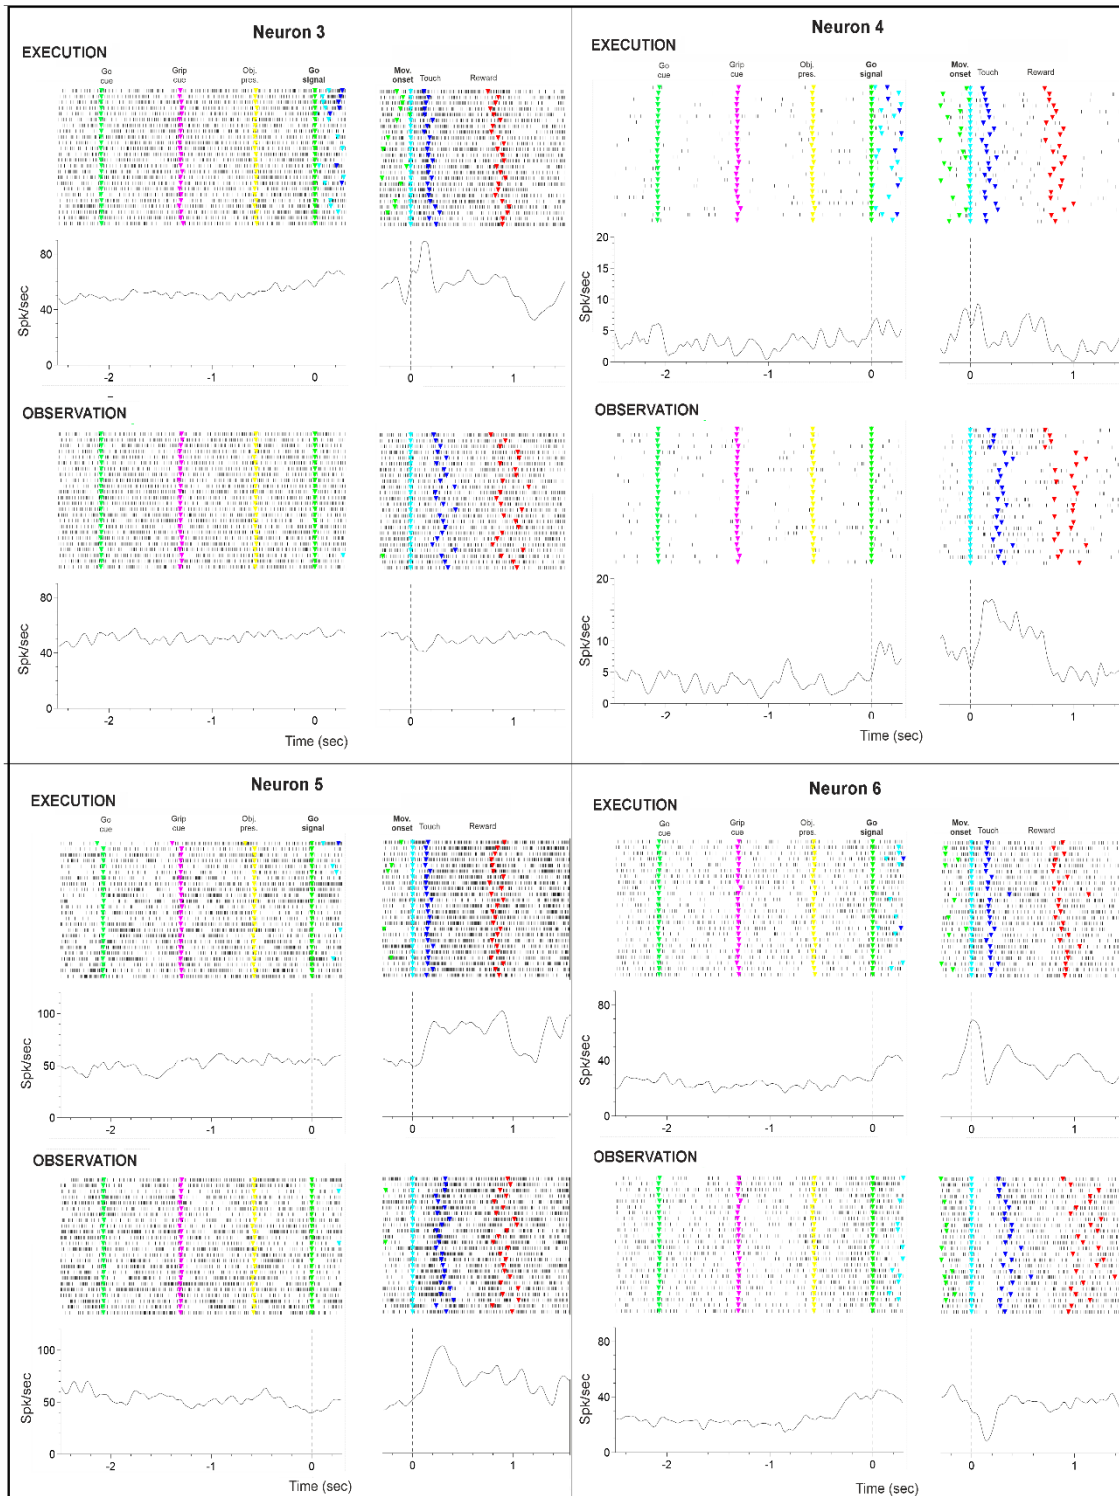 Neuron 3
EXECUTION
Go cue
Grip cue
Obj. pres.
Go signal
Mov. onset
Touch
Reward
80
40
0
Spk/sec
-2
-1
0
0
1
OBSERVATION
80
40
0
Spk/sec
-2
-1
0
0
1
Time (sec)
Neuron 4
EXECUTION
Go cue
Grip cue
Obj. pres.
Go signal
Mov. onset
Touch
Reward
20
15
10
5
0
Spk/sec
-2
-1
0
0
1
OBSERVATION
20
15
10
5
0
Spk/sec
-2
-1
0
0
1
Time (sec)
Neuron 5
EXECUTION
Go cue
Grip cue
Obj. pres.
Go signal
Mov. onset
Touch
Reward
100
50
0
Spk/sec
-2
-1
0
0
1
OBSERVATION
100
50
0
Spk/sec
-2
-1
0
0
1
Time (sec)
Neuron 6
EXECUTION
Go cue
Grip cue
Obj. pres.
Go signal
Mov. onset
Touch
Reward
80
40
0
Spk/sec
-2
-1
0
0
1
OBSERVATION
80
40
0
Spk/sec
-2
-1
0
0
1
Time (sec)